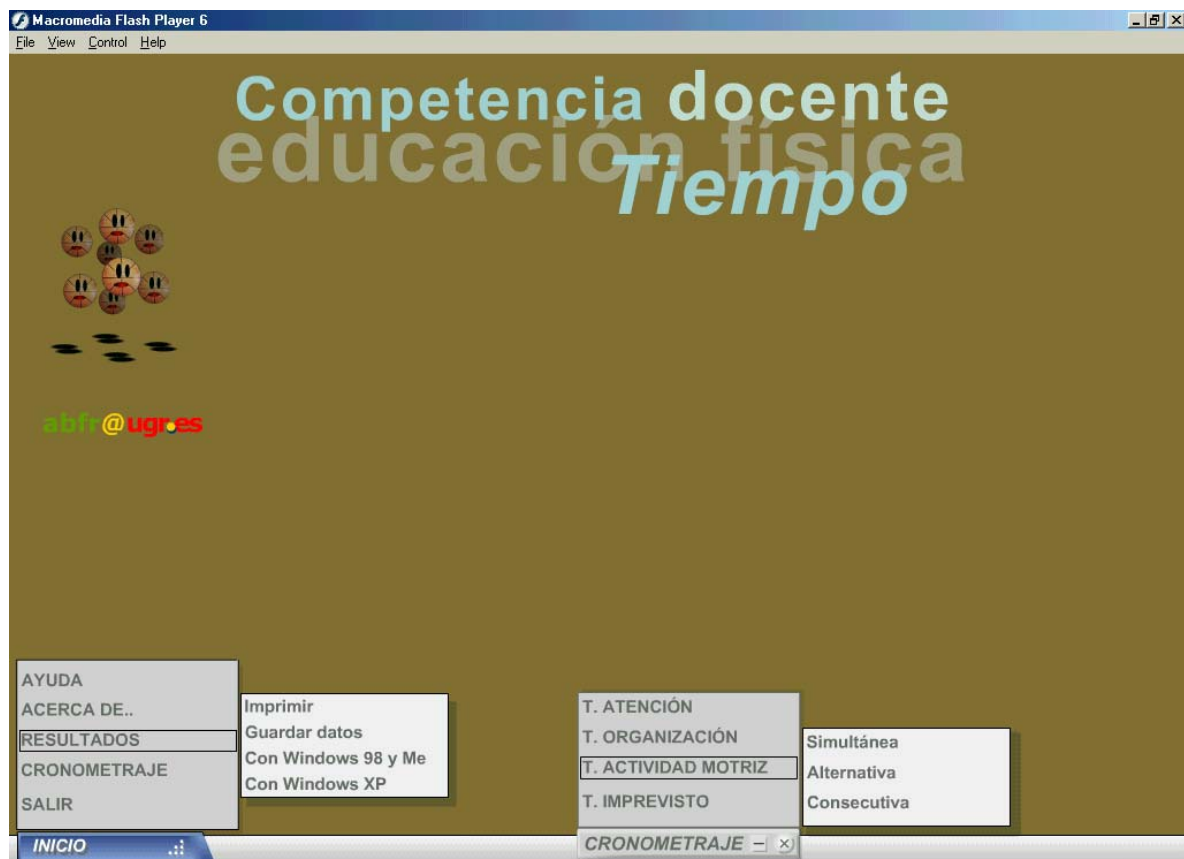 Macromedia Flash Player 6
File View Control Help
Competencia docente
educación física
Tiempo
abfr@ugr.es
AYUDA
ACERCA DE..
RESULTADOS
CRONOMETRAJE
SALIR
Imprimir
Guardar datos
Con Windows 98 y Me
Con Windows XP
T. ATENCIÓN
T. ORGANIZACIÓN
T. ACTIVIDAD MOTRIZ
T. IMPREVISTO
Simultánea
Alternativa
Consecutiva
INICIO
CRONOMETRAJE